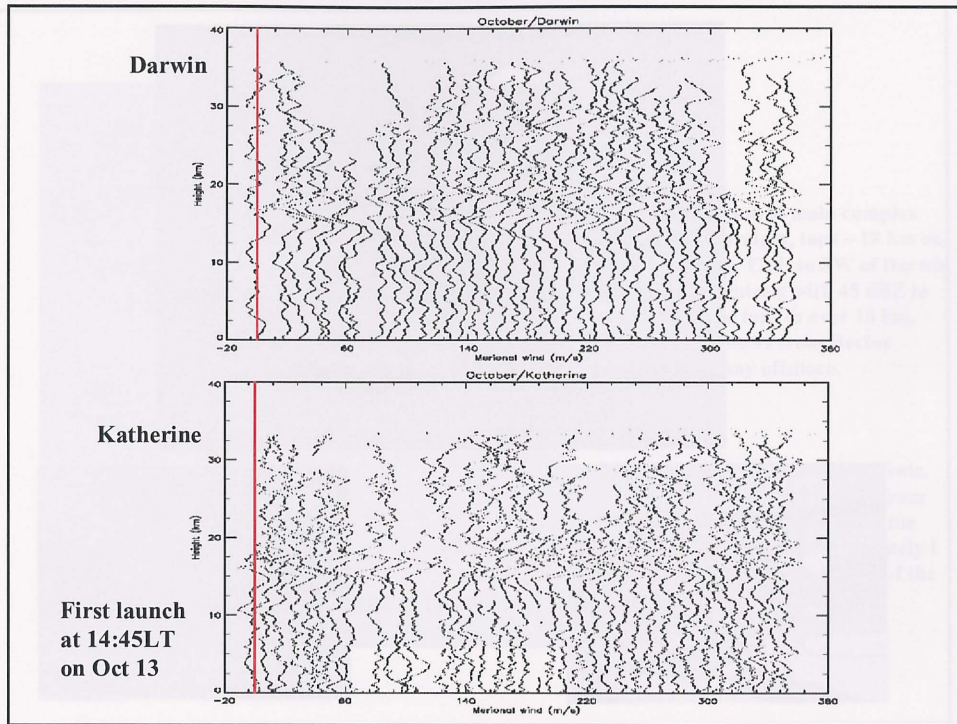 October/Darwin
Darwin
40
30
20
10
0
Height (km)
-20 60 140 220 300 380
Merional wind (m/s)
October/Katherine
Katherine
40
30
20
10
0
Height (km)
-20 60 140 220 300 380
Merional wind (m/s)
First launch
at 14:45LT
on Oct 13